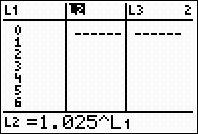 L1 L2 L3 2
0 ------ ------
1
2
3
4
5
6
L2 =1.025^L1